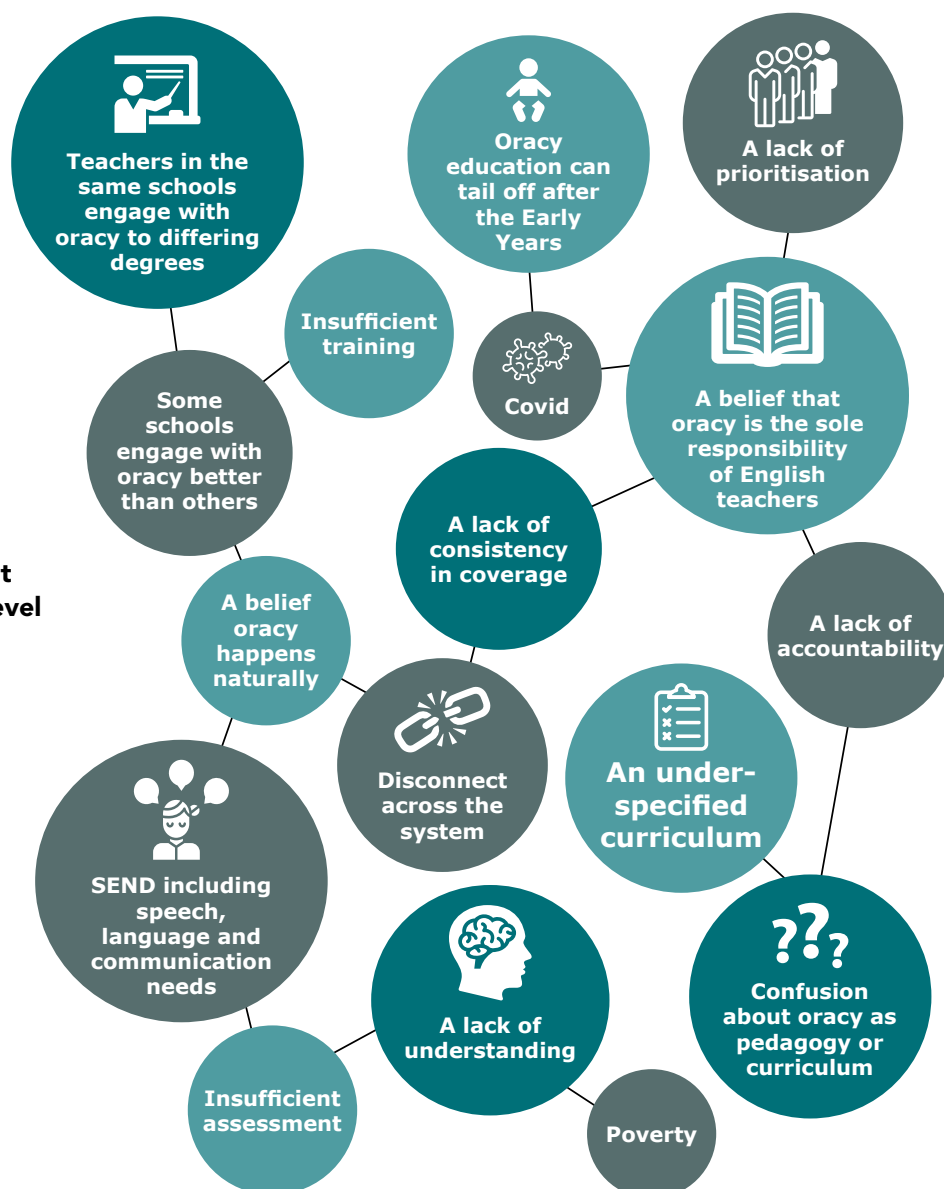 Teachers in the
same schools
engage with
oracy to differing
degrees
Oracy
education can
tail off after
the Early
Years
A lack of
prioritisation
Insufficient
training
Covid
Some
schools
engage with
oracy better
than others
A belief that
oracy is the sole
responsibility
of English
teachers
A lack of
consistency
in coverage
t
evel
A belief
oracy
happens
naturally
A lack of
accountability
Disconnect
across the
system
An under-
specified
curriculum
SEND including
speech,
language and
communication
needs
A lack of
understanding
???
Confusion
about oracy as
pedagogy or
curriculum
Insufficient
assessment
Poverty